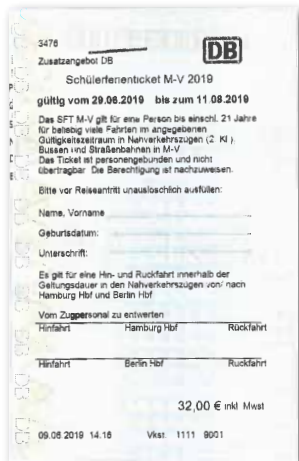 3476
DB
Zusatzangebot DB
Schülerferienticket M-V 2019
gültig vom 29.06.2019 bis zum 11.08.2019
Das SFT M-V gilt für eine Person bis einschl. 21 Jahre
für beliebig viele Fahrten im angegebenen
Gültigkeitszeitraum in Nahverkehrszügen (2. Kl.)
Bussen und Straßenbahnen in M-V
Das Ticket ist personengebunden und nicht
übertragbar. Die Berechtigung ist nachzuweisen.
Bitte vor Reiseantritt unauslöschlich ausfüllen:
Name, Vorname
Geburtsdatum:
Unterschrift:
Es gilt für eine Hin- und Rückfahrt innerhalb der
Geltungsdauer in den Nahverkehrszügen von/ nach
Hamburg Hbf und Berlin Hbf
Vom Zugpersonal zu entwerten
Hinfahrt Hamburg Hbf Rückfahrt
Hinfahrt Berlin Hbf Rückfahrt
32,00 € inkl Mwst
09.06.2019 14.16 Vkst. 1111 9001